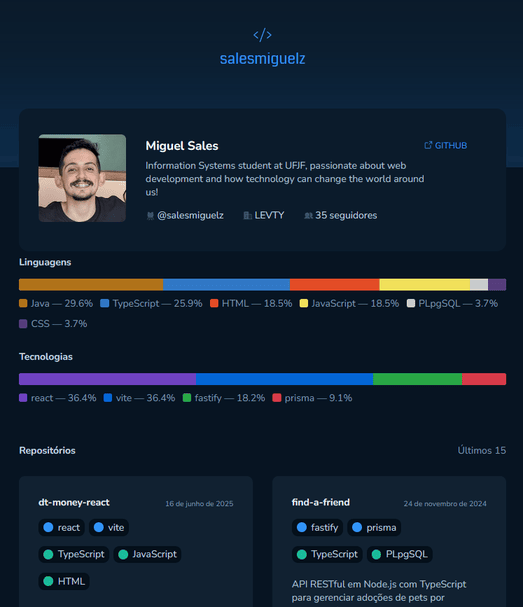 </>
salesmiguelz
Miguel Sales
GITHUB
Information Systems student at UFJF, passionate about web
development and how technology can change the world around
us!
@salesmiguelz LEVTY 35 seguidores
Linguagens
Java — 29.6% TypeScript — 25.9% HTML — 18.5% JavaScript — 18.5% PLpgSQL — 3.7%
CSS — 3.7%
Tecnologias
react — 36.4% vite — 36.4% fastify — 18.2% prisma — 9.1%
Repositórios
Últimos 15
dt-money-react
16 de junho de 2025
react vite
TypeScript JavaScript
HTML
find-a-friend
24 de novembro de 2024
fastify prisma
TypeScript PLpgSQL
API RESTful em Node.js com TypeScript
para gerenciar adoções de pets por